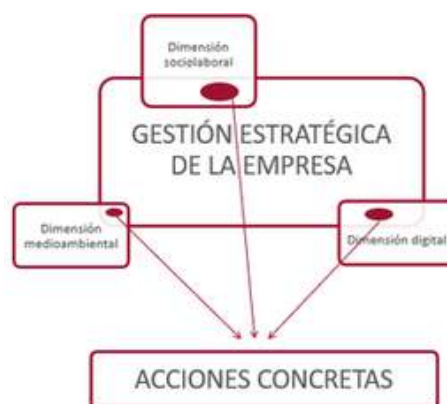 Dimensión
sociolaboral
GESTIÓN ESTRATÉGICA
DE LA EMPRESA
Dimensión
medioambiental
Dimensión digital
ACCIONES CONCRETAS